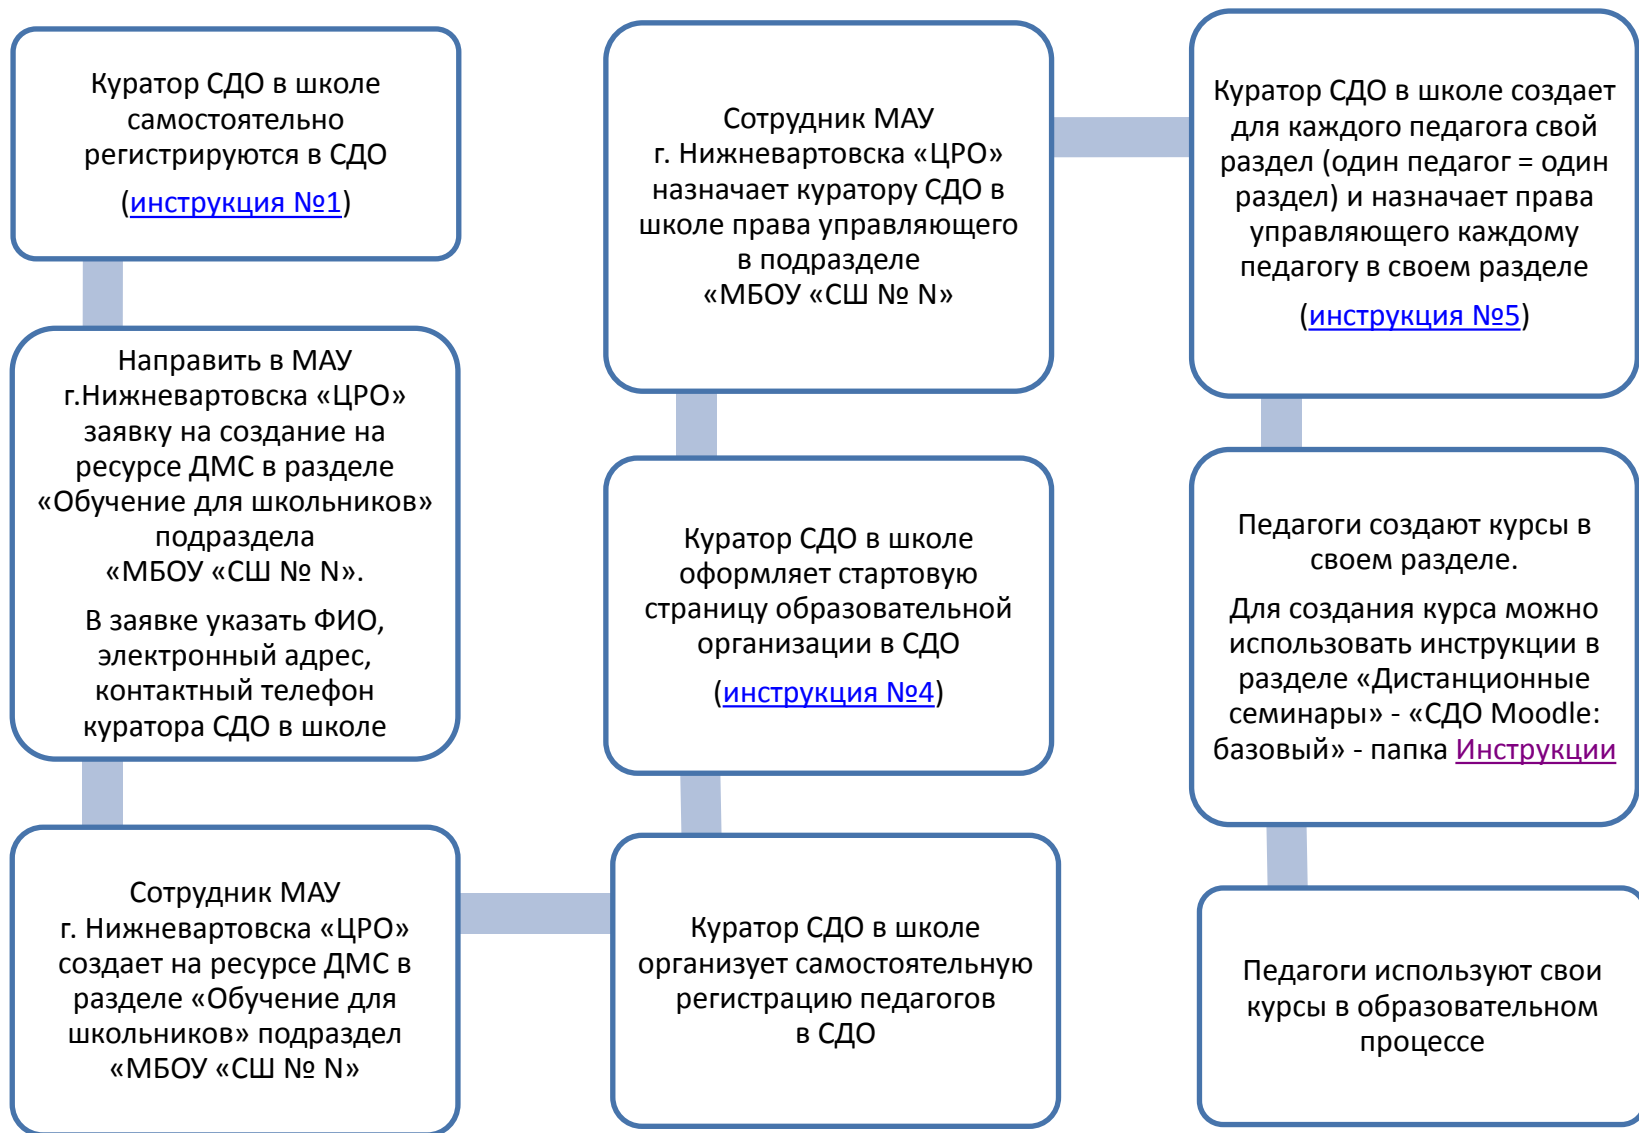 Куратор СДО в школе
самостоятельно
регистрируются в СДО
(инструкция №1)
Направить в МАУ
г.Нижневартовска «ЦРО»
заявку на создание на
ресурсе ДМС в разделе
«Обучение для школьников»
подраздела
«МБОУ «СШ № N».
В заявке указать ФИО,
электронный адрес,
контактный телефон
куратора СДО в школе
Сотрудник МАУ
г. Нижневартовска «ЦРО»
создает на ресурсе ДМС в
разделе «Обучение для
школьников» подраздел
«МБОУ «СШ № N»
Куратор СДО в школе
организует самостоятельную
регистрацию педагогов
в СДО
Куратор СДО в школе
оформляет стартовую
страницу образовательной
организации в СДО
(инструкция №4)
Сотрудник МАУ
г. Нижневартовска «ЦРО»
назначает куратору СДО в
школе права управляющего
в подразделе
«МБОУ «СШ № N»
Куратор СДО в школе создает
для каждого педагога свой
раздел (один педагог = один
раздел) и назначает права
управляющего каждому
педагогу в своем разделе
(инструкция №5)
Педагоги создают курсы в
своем разделе.
Для создания курса можно
использовать инструкции в
разделе «Дистанционные
семинары» - «СДО Moodle:
базовый» - папка Инструкции
Педагоги используют свои
курсы в образовательном
процессе